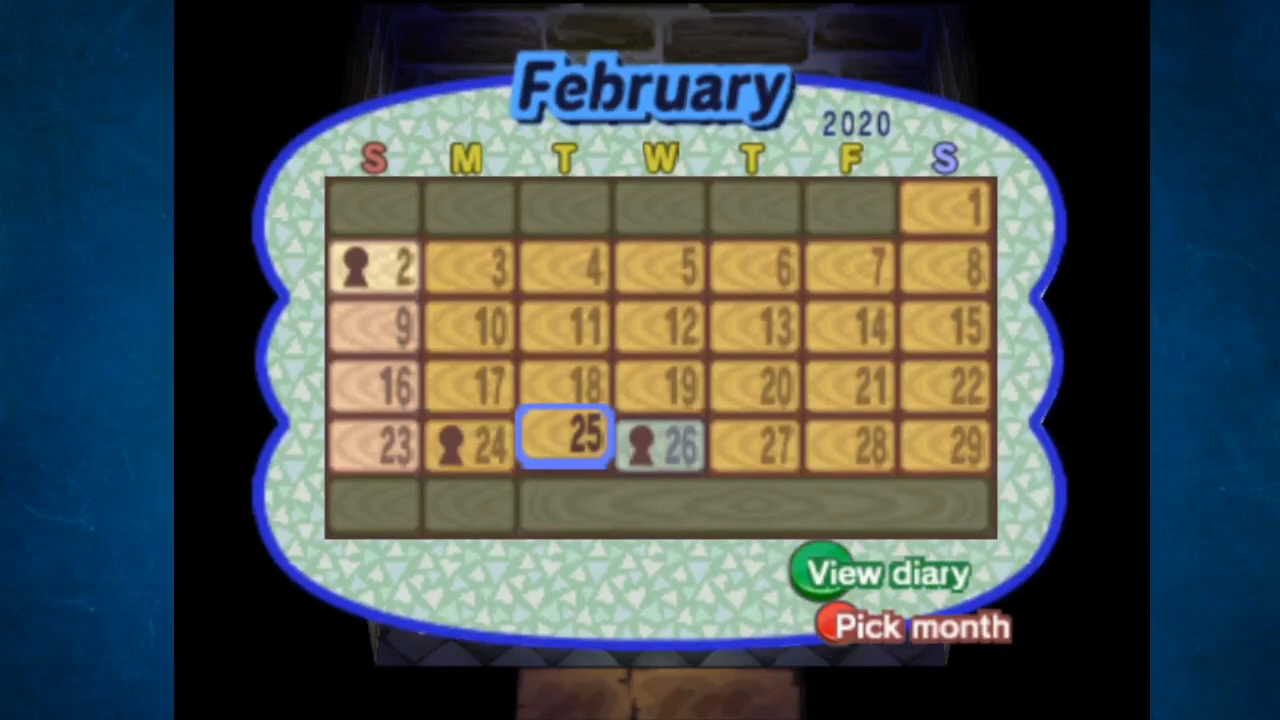 February
2020
S M T W T F S
1
2 3 4 5 6 7 8
9 10 11 12 13 14 15
16 17 18 19 20 21 22
23 24 25 26 27 28 29
View diary
Pick month